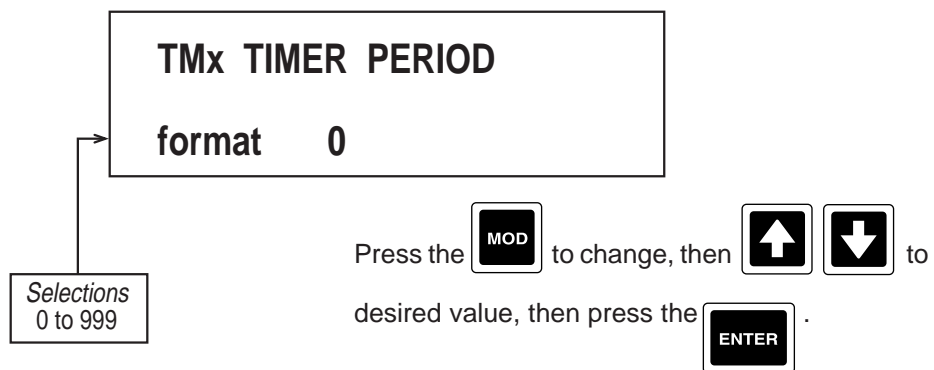 TMx TIMER PERIOD
format 0
Selections
0 to 999
Press the MOD to change, then to
desired value, then press the ENTER .